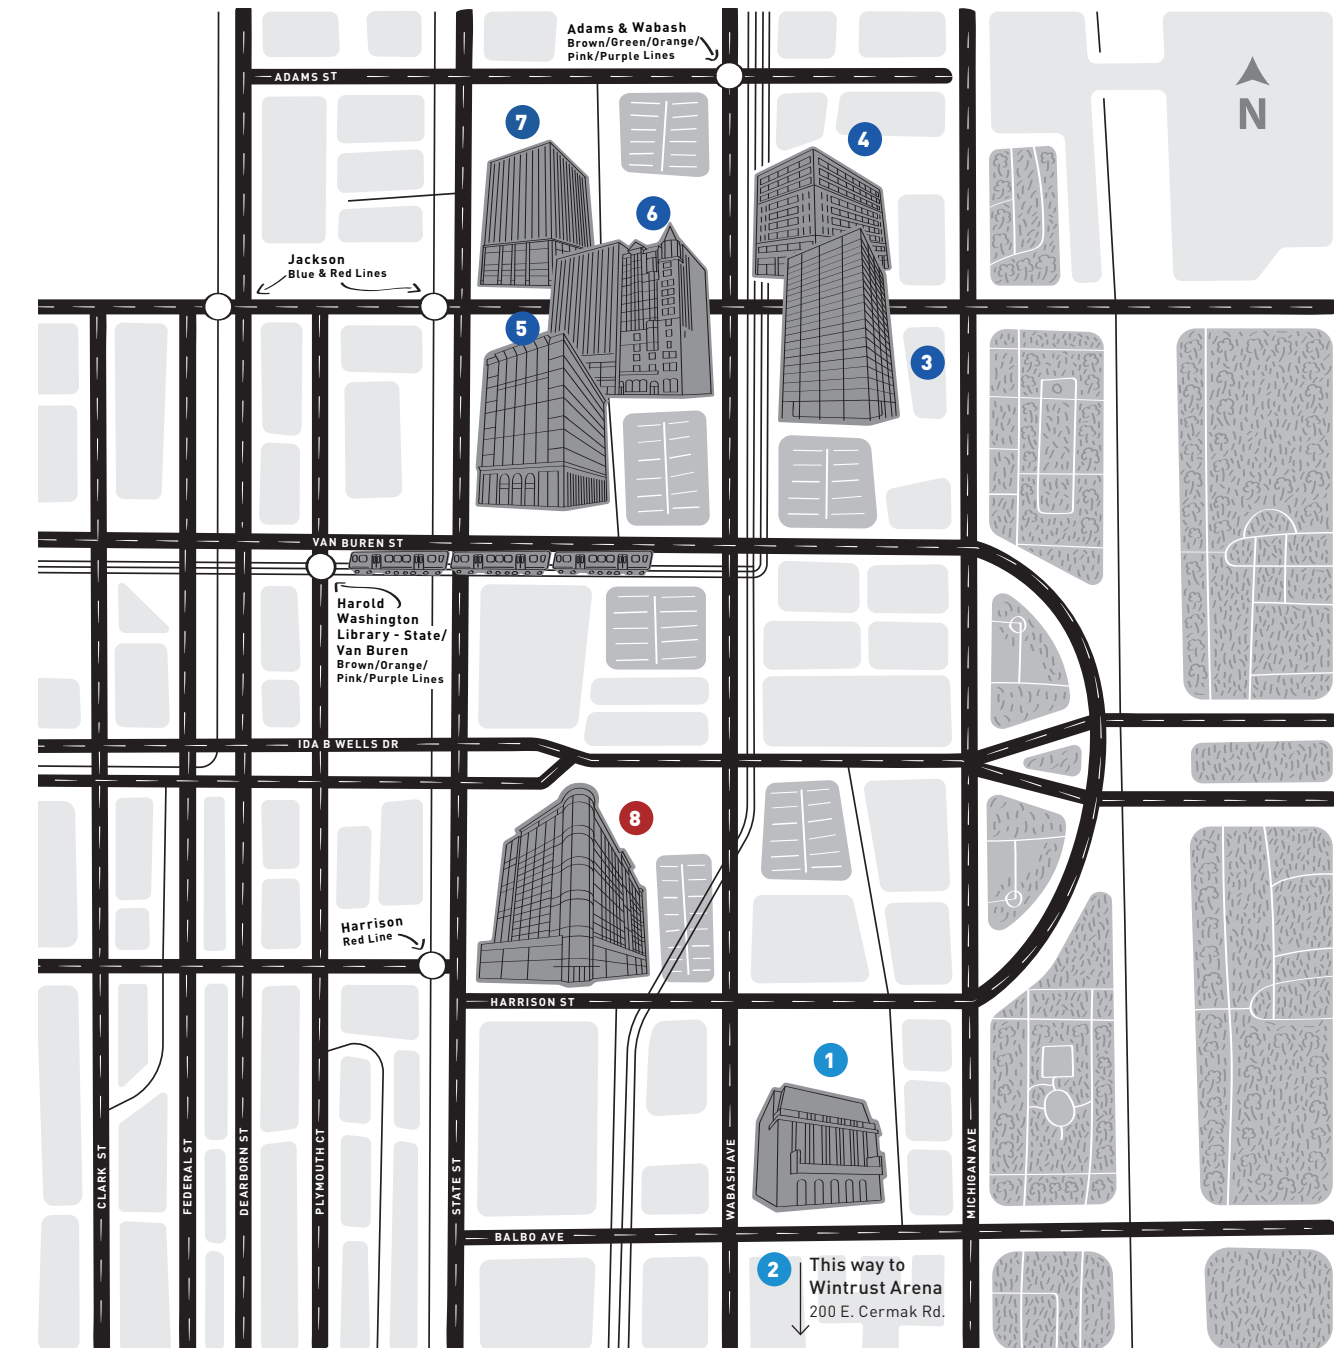 Adams & Wabash
Brown/Green/Orange/
Pink/Purple Lines
ADAMS ST
N
7
4
6
Jackson
Blue & Red Lines
5
3
VAN BUREN ST
Harold
Washington
Library - State/
Van Buren
Brown/Orange/
Pink/Purple Lines
IDA B WELLS DR
8
Harrison
Red Line
HARRISON ST
1
CLARK ST
FEDERAL ST
DEARBORN ST
PLYMOUTH CT
STATE ST
WABASH AVE
MICHIGAN AVE
BALBO AVE
2
This way to
Wintrust Arena
200 E. Cermak Rd.